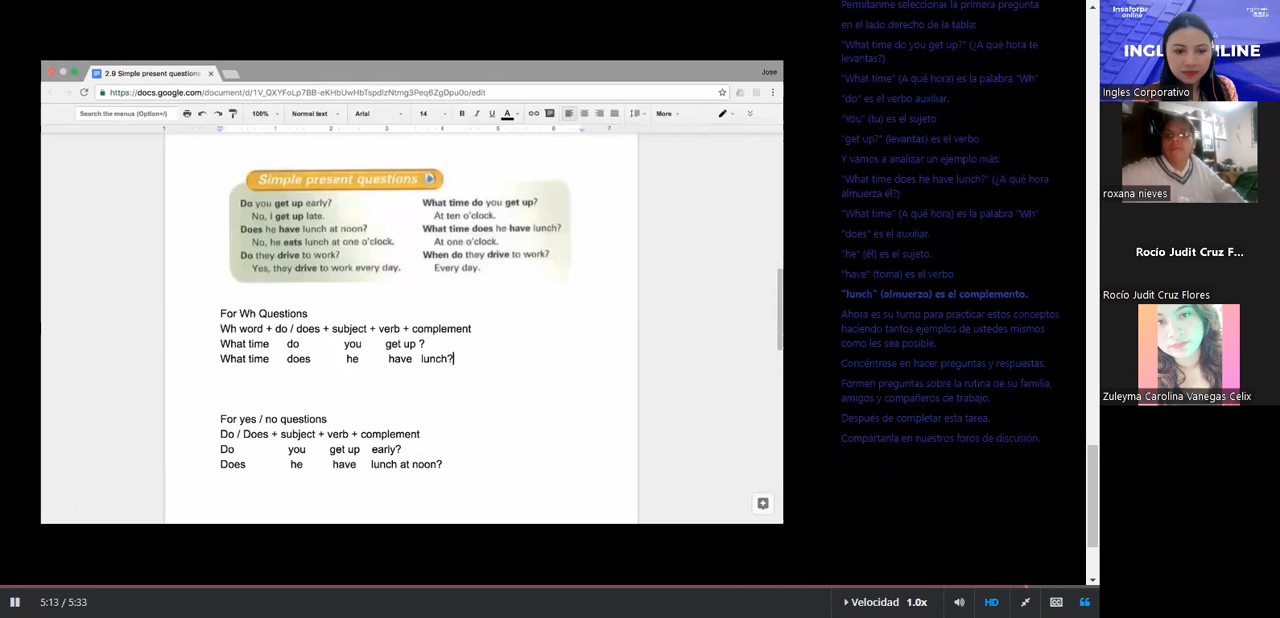 2.9 Simple present questions
Jose
https://docs.google.com/document/d/1V_QXYFoLp7BB-eKHbUwHbTspdlzNtmg3Peq6ZgDpu0o/edit
Search the menus (Option+/)
100%
Normal text
Arial
14
B I U A
More
1 1 2 3 4 5 6 7
Simple present questions
Do you get up early?
No, I get up late.
Does he have lunch at noon?
No, he eats lunch at one o'clock.
Do they drive to work?
Yes, they drive to work every day.
What time do you get up?
At ten o'clock.
What time does he have lunch?
At one o'clock.
When do they drive to work?
Every day.
For Wh Questions
Wh word + do / does + subject + verb + complement
What time do you get up ?
What time does he have lunch?
For yes / no questions
Do / Does + subject + verb + complement
Do you get up early?
Does he have lunch at noon?
Permítanme seleccionar la primera pregunta
en el lado derecho de la tabla:
"What time do you get up?" (¿A qué hora te
levantas?)
"What time" (A qué hora) es la palabra "Wh"
"do" es el verbo auxiliar.
"You" (tu) es el sujeto
"get up?" (levantas) es el verbo
Y vamos a analizar un ejemplo más:
"What time does he have lunch?" (¿A qué hora
almuerza él?)
"What time" (A qué hora) es la palabra "Wh"
"does" es el auxiliar.
"he" (él) es el sujeto.
"have" (toma) es el verbo.
"lunch" (almuerzo) es el complemento.
Ahora es su turno para practicar estos conceptos
haciendo tantos ejemplos de ustedes mismos
como les sea posible.
Concéntrese en hacer preguntas y respuestas.
Formen preguntas sobre la rutina de su familia,
amigos y compañeros de trabajo.
Después de completar esta tarea.
Compártanla en nuestros foros de discusión.
5:13 / 5:33
Velocidad 1.0x
HD
Insaforp
online
INGL
LINE
Ingles Corporativo
roxana nieves
Rocío Judit Cruz F...
Rocío Judit Cruz Flores
Zuleyma Carolina Vanegas Celix